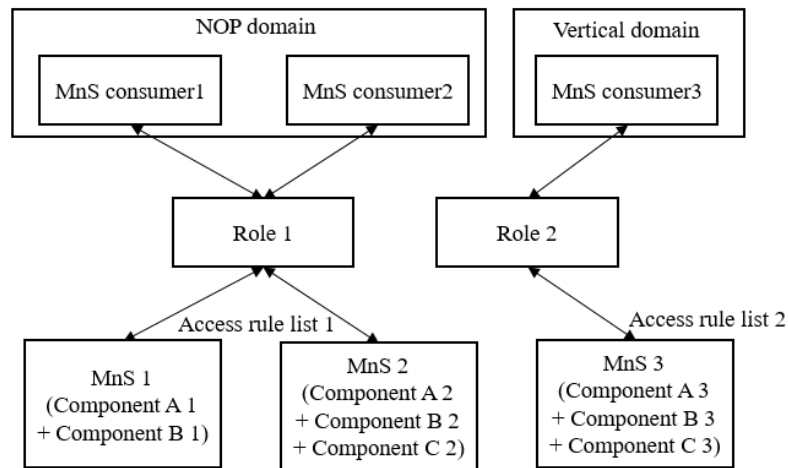 NOP domain
Vertical domain
MnS consumer1
MnS consumer2
MnS consumer3
Role 1
Role 2
Access rule list 1
Access rule list 2
MnS 1
(Component A 1
+ Component B 1)
MnS 2
(Component A 2
+ Component B 2
+ Component C 2)
MnS 3
(Component A 3
+ Component B 3
+ Component C 3)